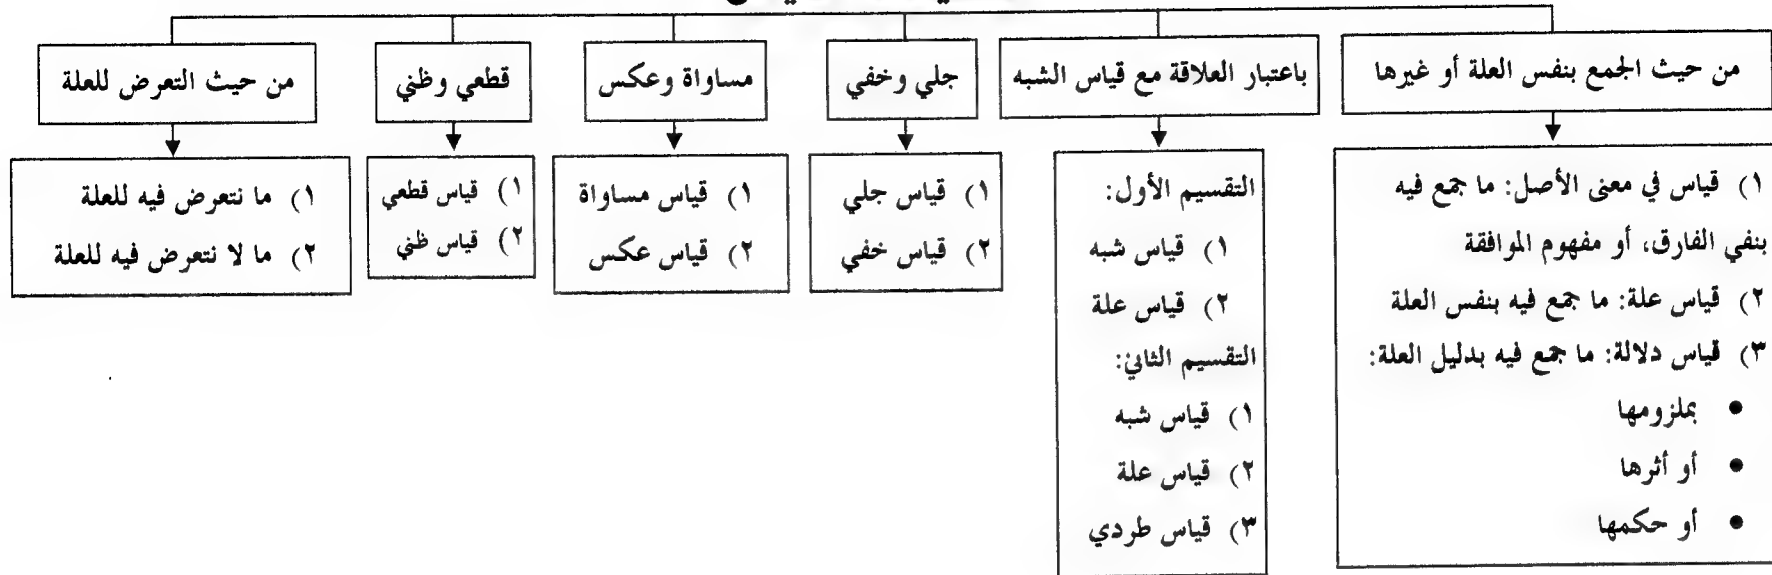 من حيث الجمع بنفس العلة أو غيرها
١) قياس في معنى الأصل: ما جمع فيه
بنفي الفارق، أو مفهوم الموافقة
٢) قياس علة: ما جمع فيه بنفس العلة
٣) قياس دلالة: ما جمع فيه بدليل العلة:
• بملزومها
• أو أثرها
• أو حكمها
باعتبار العلاقة مع قياس الشبه
التقسيم الأول:
١) قياس شبه
٢) قياس علة
التقسيم الثاني:
١) قياس شبه
٢) قياس علة
٣) قياس طردي
جلي وخفي
١) قياس جلي
٢) قياس خفي
مساواة وعكس
١) قياس مساواة
٢) قياس عكس
قطعي وظني
١) قياس قطعي
٢) قياس ظني
من حيث التعرض للعلة
١) ما نتعرض فيه للعلة
٢) ما لا نتعرض فيه للعلة